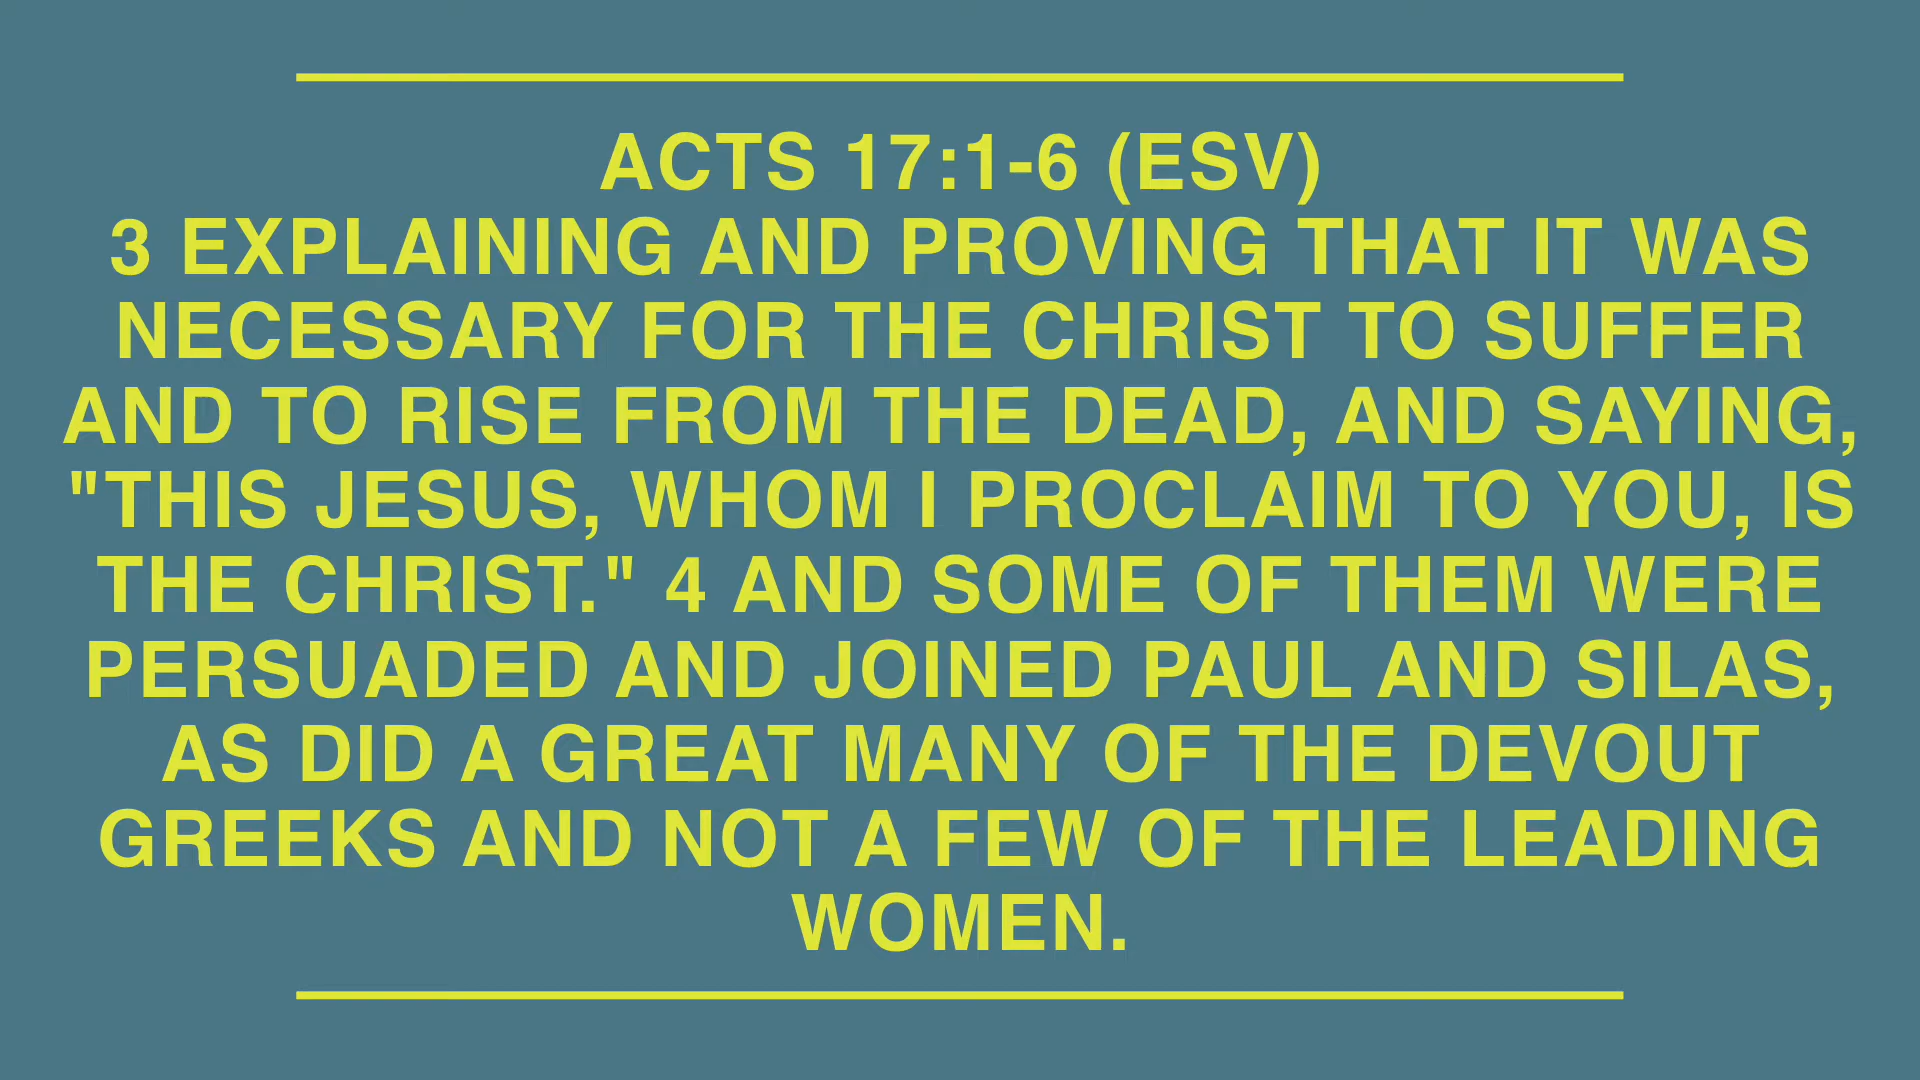 ACTS 17:1-6 (ESV)
3 EXPLAINING AND PROVING THAT IT WAS
NECESSARY FOR THE CHRIST TO SUFFER
AND TO RISE FROM THE DEAD, AND SAYING,
"THIS JESUS, WHOM I PROCLAIM TO YOU, IS
THE CHRIST." 4 AND SOME OF THEM WERE
PERSUADED AND JOINED PAUL AND SILAS,
AS DID A GREAT MANY OF THE DEVOUT
GREEKS AND NOT A FEW OF THE LEADING
WOMEN.